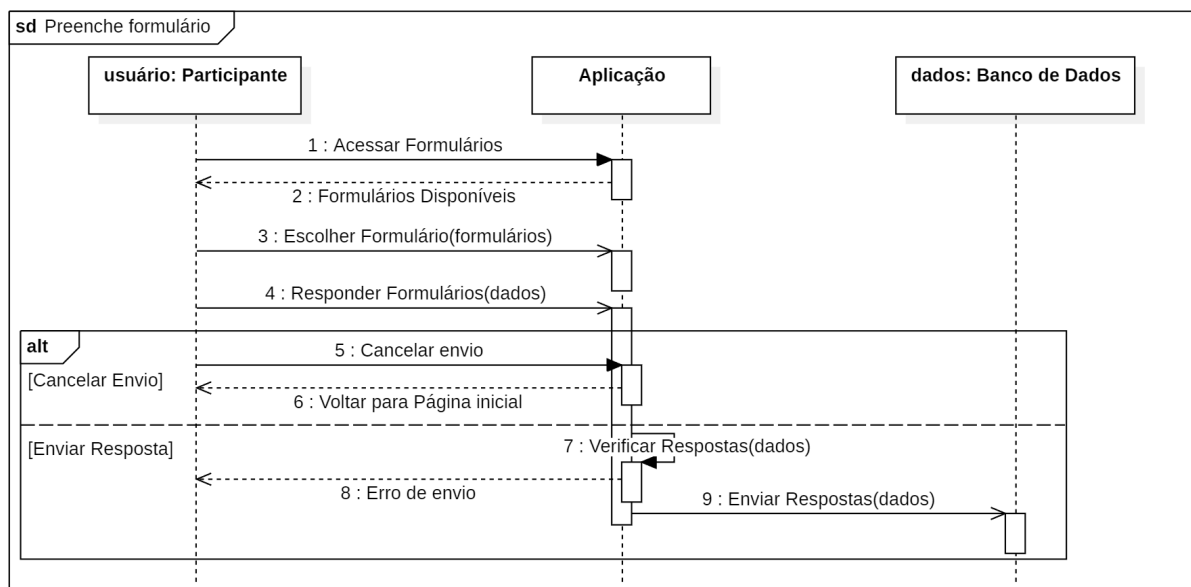 sd Preenche formulário
usuário: Participante
Aplicação
dados: Banco de Dados
1 : Acessar Formulários
2 : Formulários Disponíveis
3 : Escolher Formulário(formulários)
4 : Responder Formulários(dados)
alt
5 : Cancelar envio
[Cancelar Envio]
6 : Voltar para Página inicial
[Enviar Resposta]
7 : Verificar Respostas(dados)
8 : Erro de envio
9 : Enviar Respostas(dados)